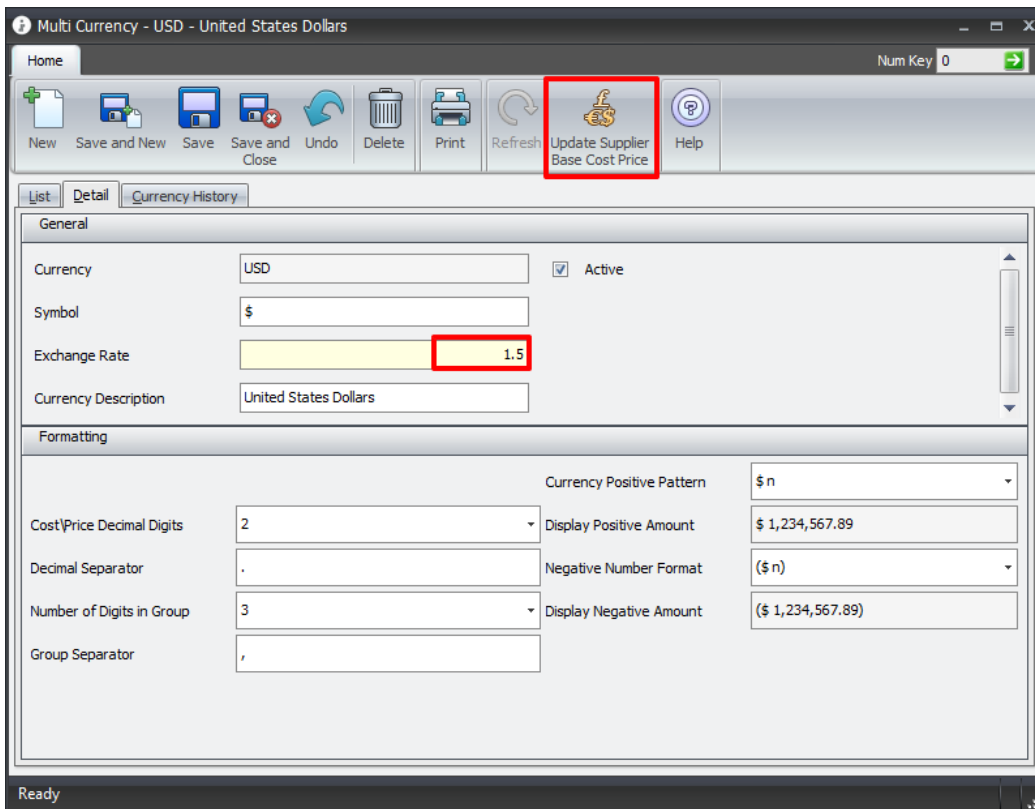 Multi Currency - USD - United States Dollars
Home
Num Key 0
New
Save and New
Save
Save and
Close
Undo
Delete
Print
Refresh
Update Supplier
Base Cost Price
Help
List
Detail
Currency History
General
Currency
USD
Active
Symbol
$
Exchange Rate
1.5
Currency Description
United States Dollars
Formatting
Currency Positive Pattern
$ n
Cost\Price Decimal Digits
2
Display Positive Amount
$ 1,234,567.89
Decimal Separator
.
Negative Number Format
($ n)
Number of Digits in Group
3
Display Negative Amount
($ 1,234,567.89)
Group Separator
,
Ready